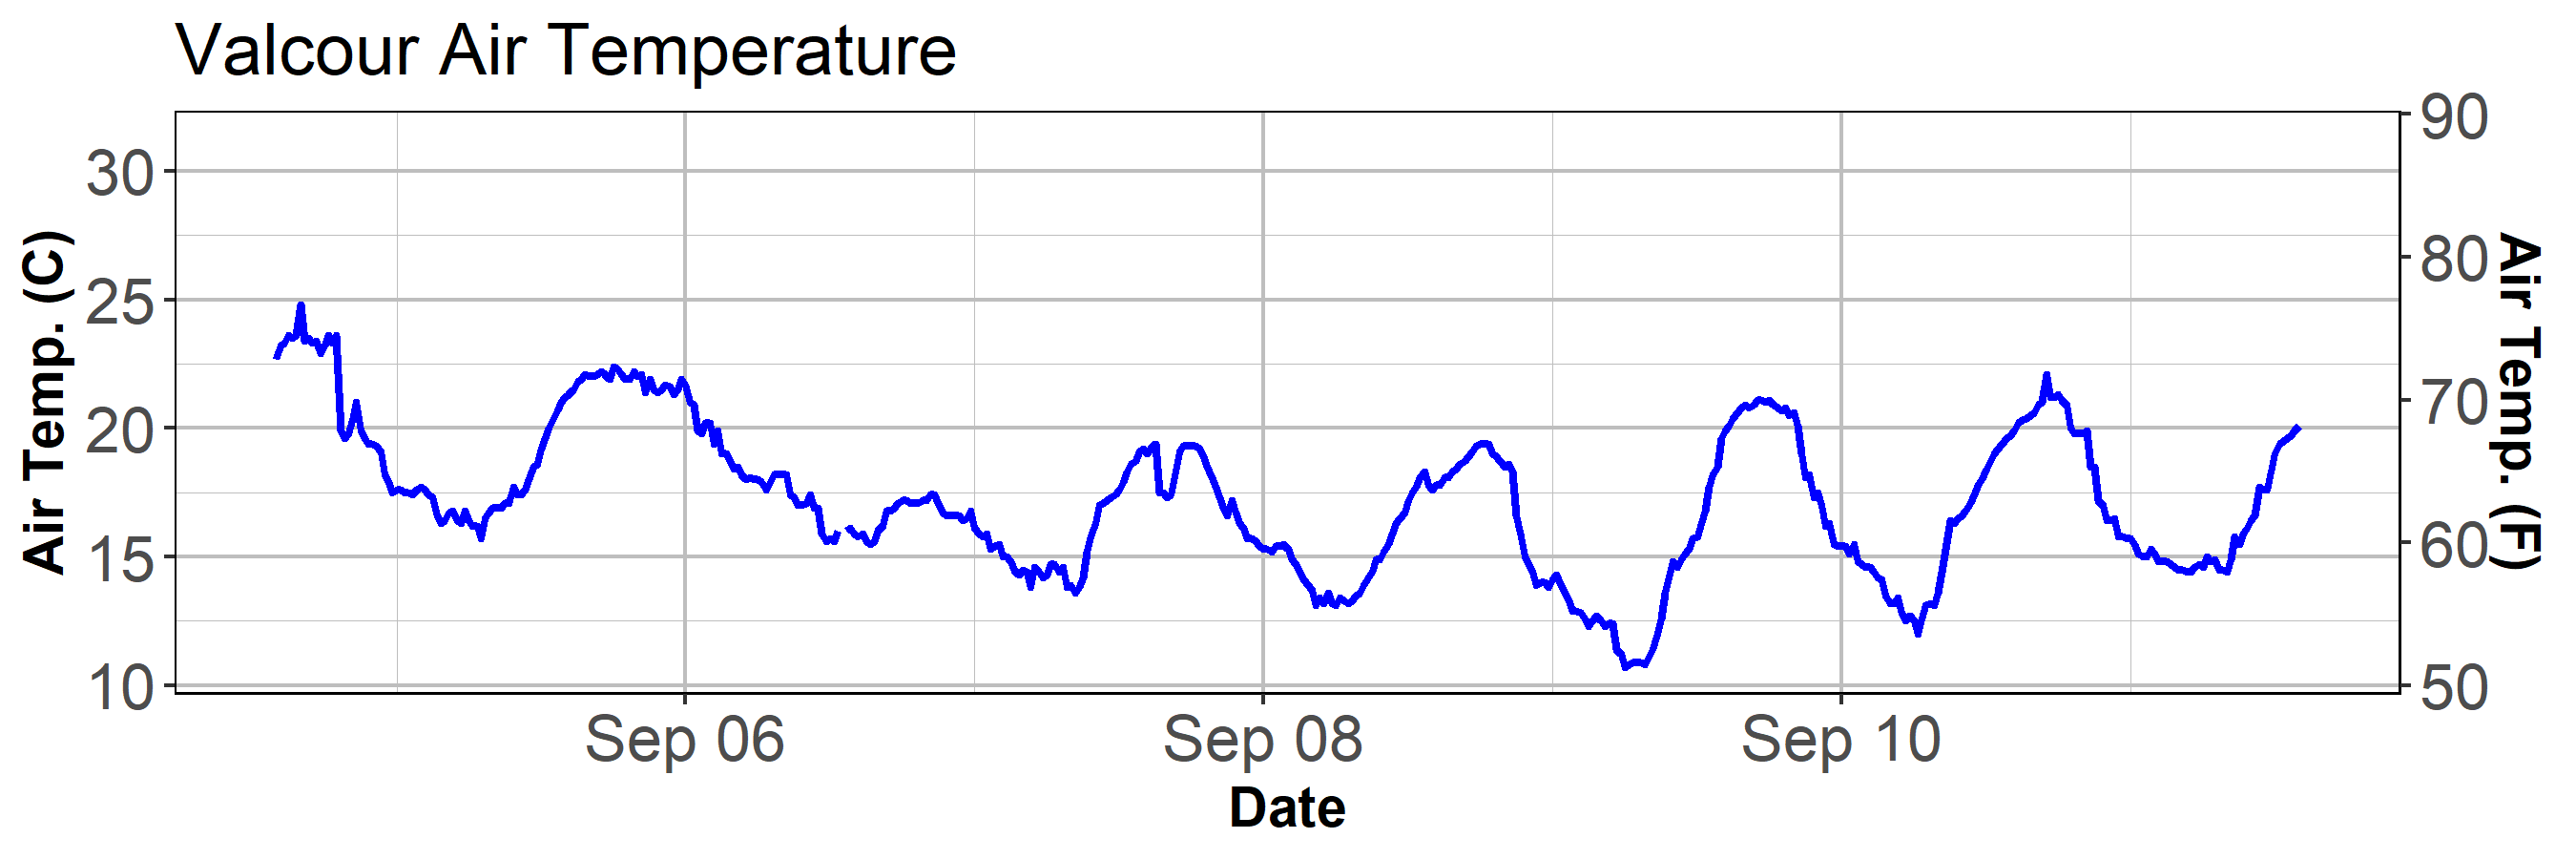 Valcour Air Temperature
Air Temp. (C)
30
25
20
15
10
90
80
70
60
50
Air Temp. (F)
Sep 06
Sep 08
Sep 10
Date